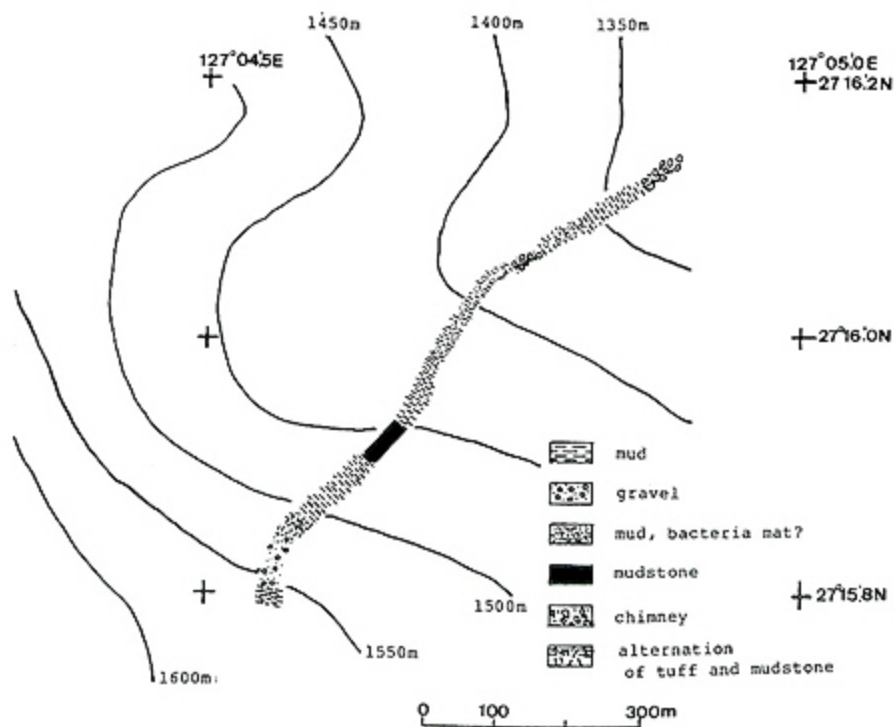 1450m
1400m
1350m
127°04.'5E
127°05.'0E
27°16.'2N
27°16.'0N
mud
gravel
mud, bacteria mat?
mudstone
27°15.'8N
chimney
alternation
of tuff and mudstone
1500m
1550m
1600m
0 100 300m